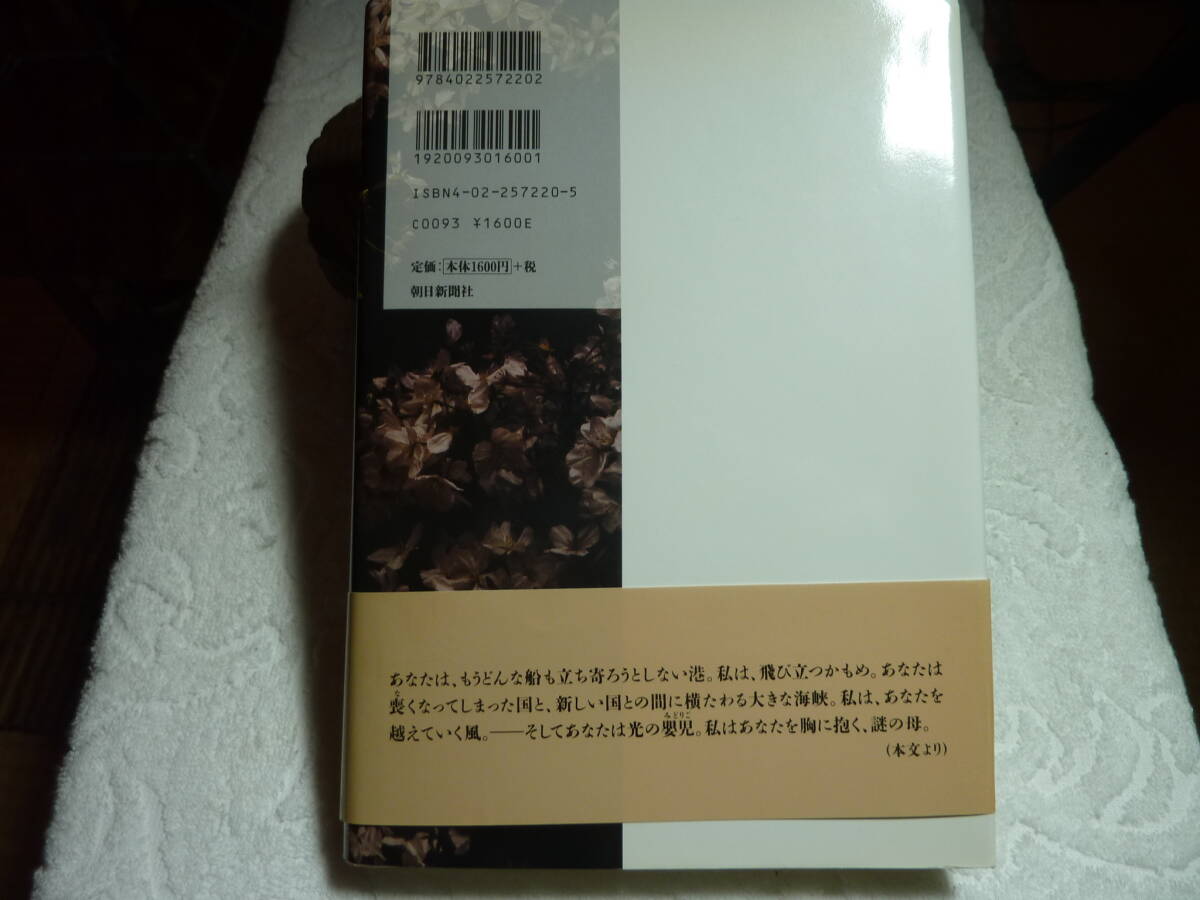 9784022572202
1920093016001
ISBN4-02-257220-5
C0093 ¥1600E
定価:本体1600円+税
朝日新聞社
あなたは、もうどんな船も立ち寄ろうとしない港。私は、飛び立つかもめ。あなたは
喪くなってしまった国と、新しい国との間に横たわる大きな海峡。私は、あなたを
越えていく風。——そしてあなたは光の嬰児。私はあなたを胸に抱く、謎の母。
(本文より)